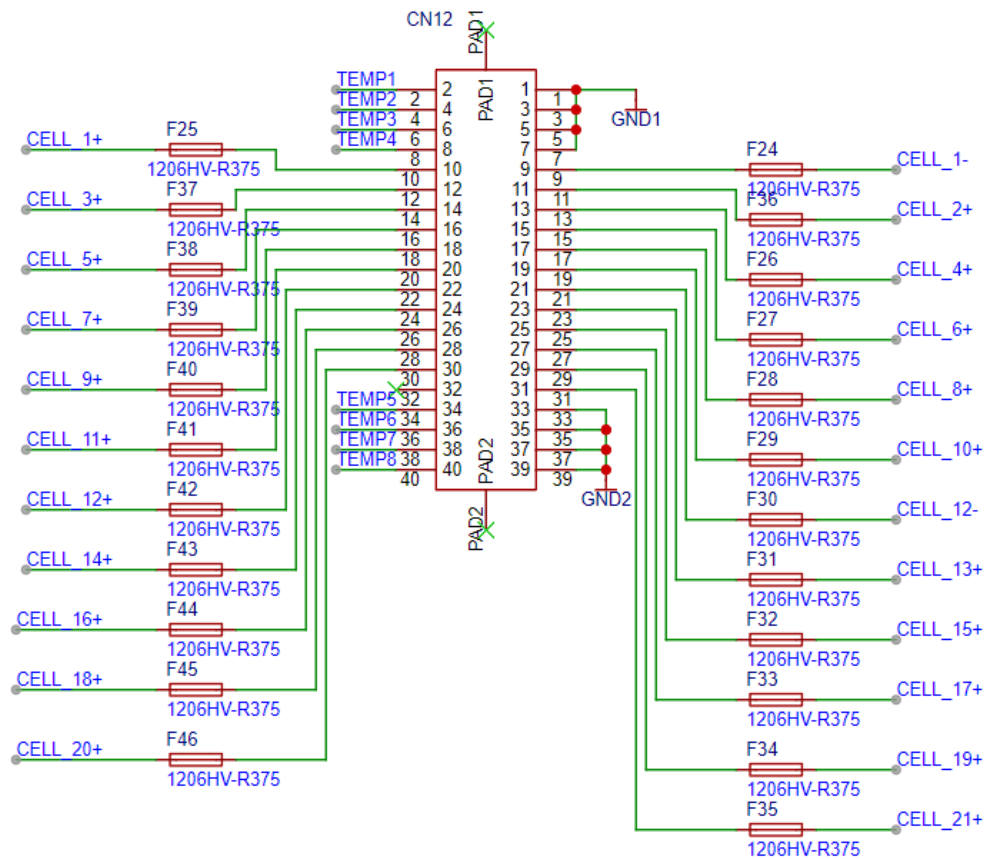 CN12
PAD1
PAD1
TEMP1
TEMP2
TEMP3
TEMP4
2
2
4
4
6
6
8
8
10
10
12
12
14
14
16
16
18
18
20
20
22
22
24
24
26
26
28
28
30
30
32
32
34
34
36
36
38
38
40
40
TEMP5
TEMP6
TEMP7
TEMP8
1
1
3
3
5
5
7
7
9
9
11
11
13
13
15
15
17
17
19
19
21
21
23
23
25
25
27
27
29
29
31
31
33
33
35
35
37
37
39
39
PAD2
PAD2
GND1
GND2
CELL_1+
F25
1206HV-R375
CELL_3+
F37
1206HV-R375
CELL_5+
F38
1206HV-R375
CELL_7+
F39
1206HV-R375
CELL_9+
F40
1206HV-R375
CELL_11+
F41
1206HV-R375
CELL_12+
F42
1206HV-R375
CELL_14+
F43
1206HV-R375
CELL_16+
F44
1206HV-R375
CELL_18+
F45
1206HV-R375
CELL_20+
F46
1206HV-R375
F24
CELL_1-
1206HV-R375
F36
CELL_2+
1206HV-R375
F26
CELL_4+
1206HV-R375
F27
CELL_6+
1206HV-R375
F28
CELL_8+
1206HV-R375
F29
CELL_10+
1206HV-R375
F30
CELL_12-
1206HV-R375
F31
CELL_13+
1206HV-R375
F32
CELL_15+
1206HV-R375
F33
CELL_17+
1206HV-R375
F34
CELL_19+
1206HV-R375
F35
CELL_21+
1206HV-R375